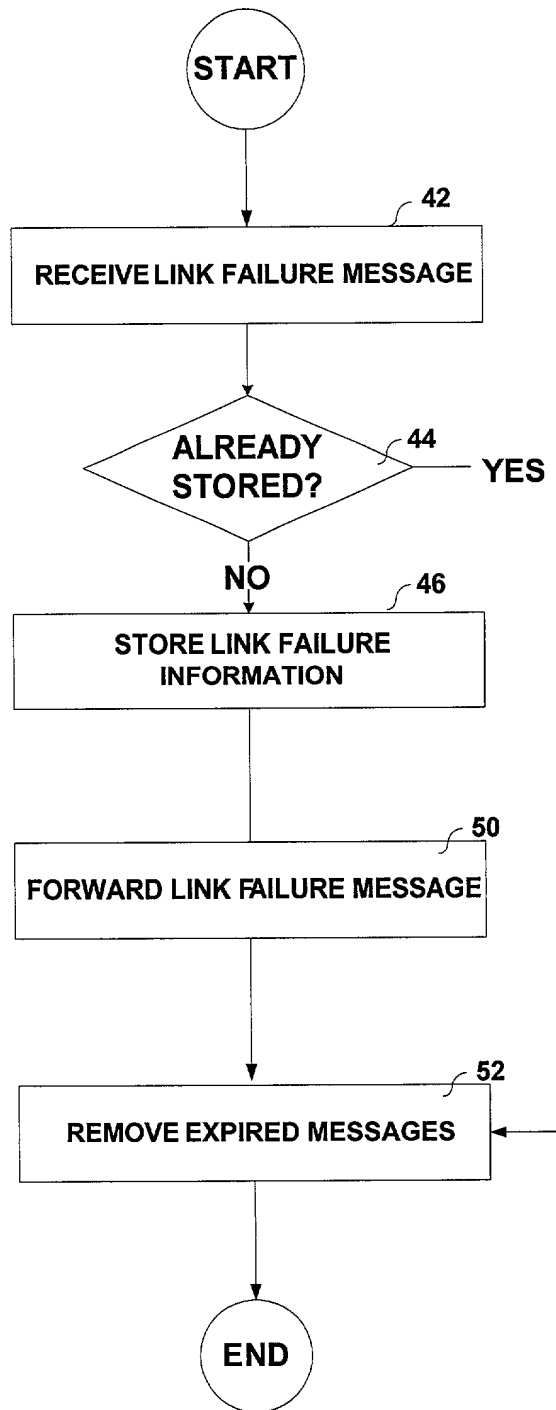 START
42
RECEIVE LINK FAILURE MESSAGE
44
ALREADY
STORED?
YES
NO
46
STORE LINK FAILURE
INFORMATION
50
FORWARD LINK FAILURE MESSAGE
52
REMOVE EXPIRED MESSAGES
END